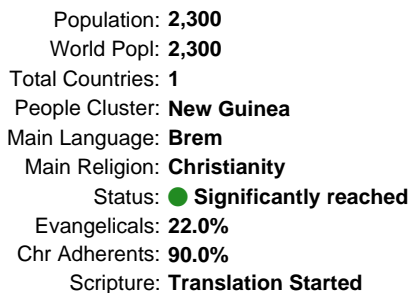 Population: 2,300
World Popl: 2,300
Total Countries: 1
People Cluster: New Guinea
Main Language: Brem
Main Religion: Christianity
Status: Significantly reached
Evangelicals: 22.0%
Chr Adherents: 90.0%
Scripture: Translation Started